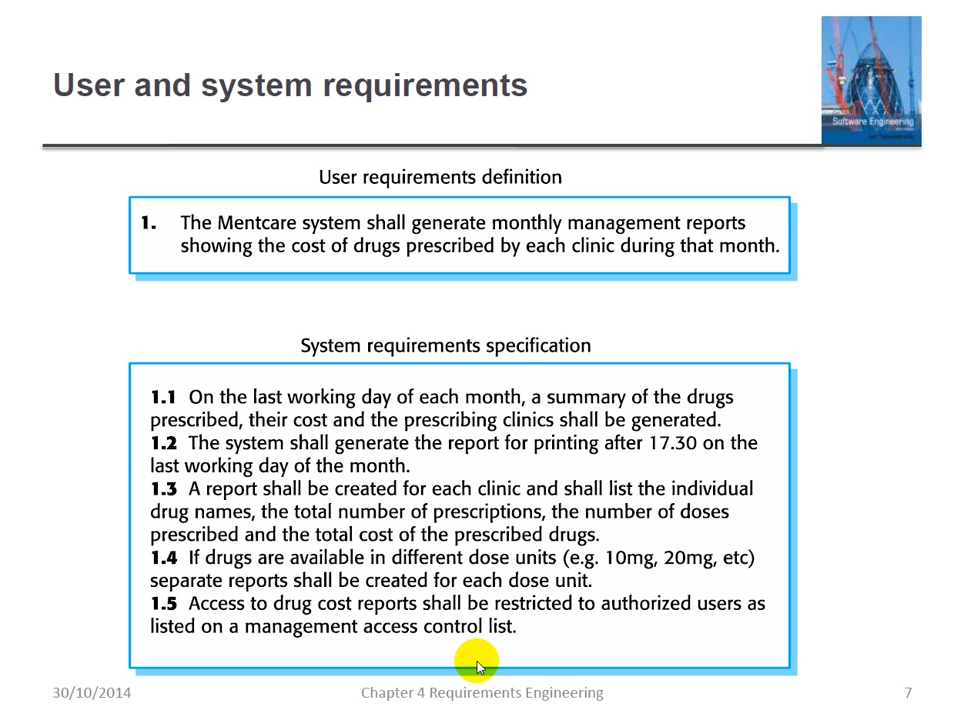 User and system requirements
Software Engineering
User requirements definition
1. The Mentcare system shall generate monthly management reports
showing the cost of drugs prescribed by each clinic during that month.
System requirements specification
1.1 On the last working day of each month, a summary of the drugs
prescribed, their cost and the prescribing clinics shall be generated.
1.2 The system shall generate the report for printing after 17.30 on the
last working day of the month.
1.3 A report shall be created for each clinic and shall list the individual
drug names, the total number of prescriptions, the number of doses
prescribed and the total cost of the prescribed drugs.
1.4 If drugs are available in different dose units (e.g. 10mg, 20mg, etc)
separate reports shall be created for each dose unit.
1.5 Access to drug cost reports shall be restricted to authorized users as
listed on a management access control list.
30/10/2014 Chapter 4 Requirements Engineering 7